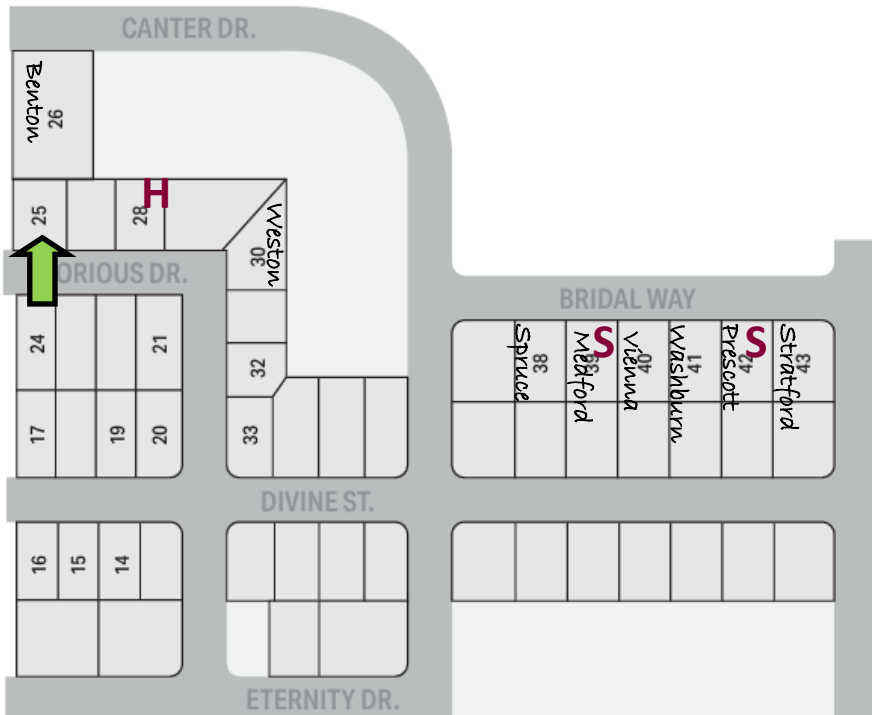 CANTER DR.
Benton
26
H
25
28
Weston
30
ORIOUS DR.
BRIDAL WAY
24
21
32
Spruce
38
Medford
39
S
Vienna
40
Washburn
41
Prescott
42
S
Stratford
43
17
19
20
33
DIVINE ST.
16
15
14
ETERNITY DR.